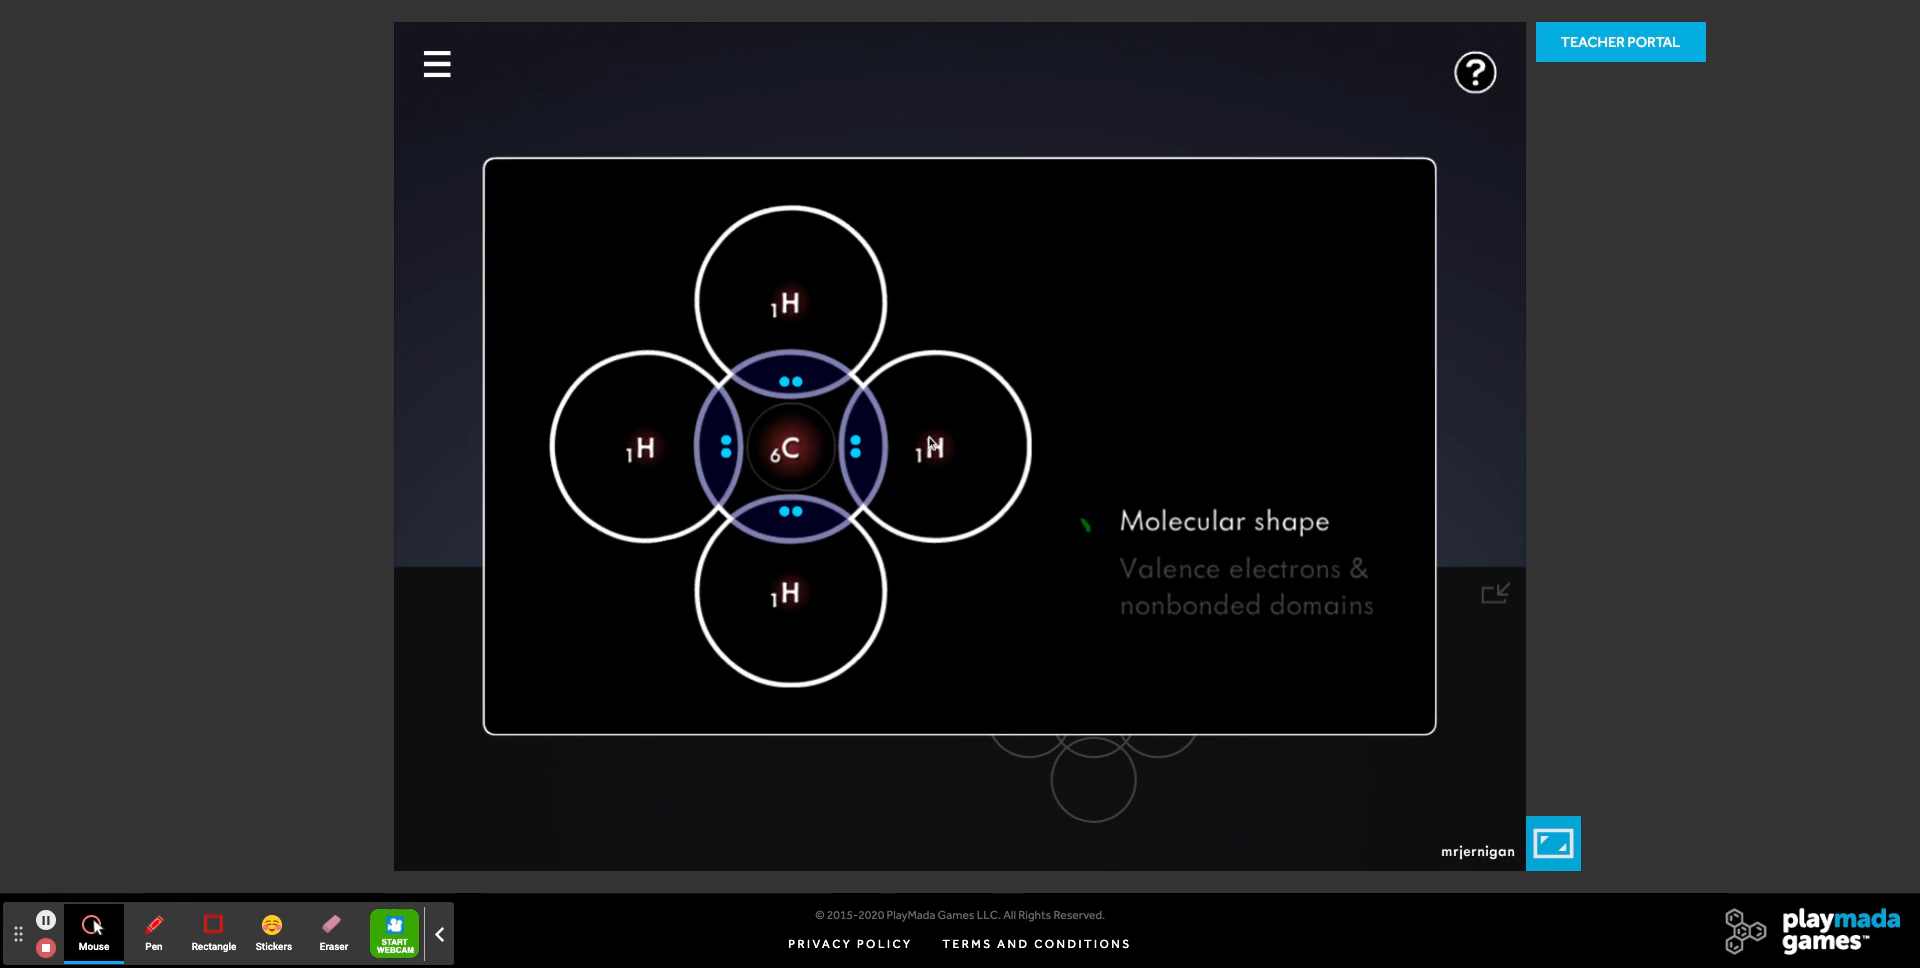 TEACHER PORTAL
?
1H
1H
6C
1H
1H
Molecular shape
Valence electrons &
nonbonded domains
mrjernigan
© 2015-2020 PlayMada Games LLC. All Rights Reserved.
PRIVACY POLICY TERMS AND CONDITIONS
playmada
games™
Mouse Pen Rectangle Stickers Eraser
START
WEBCAM